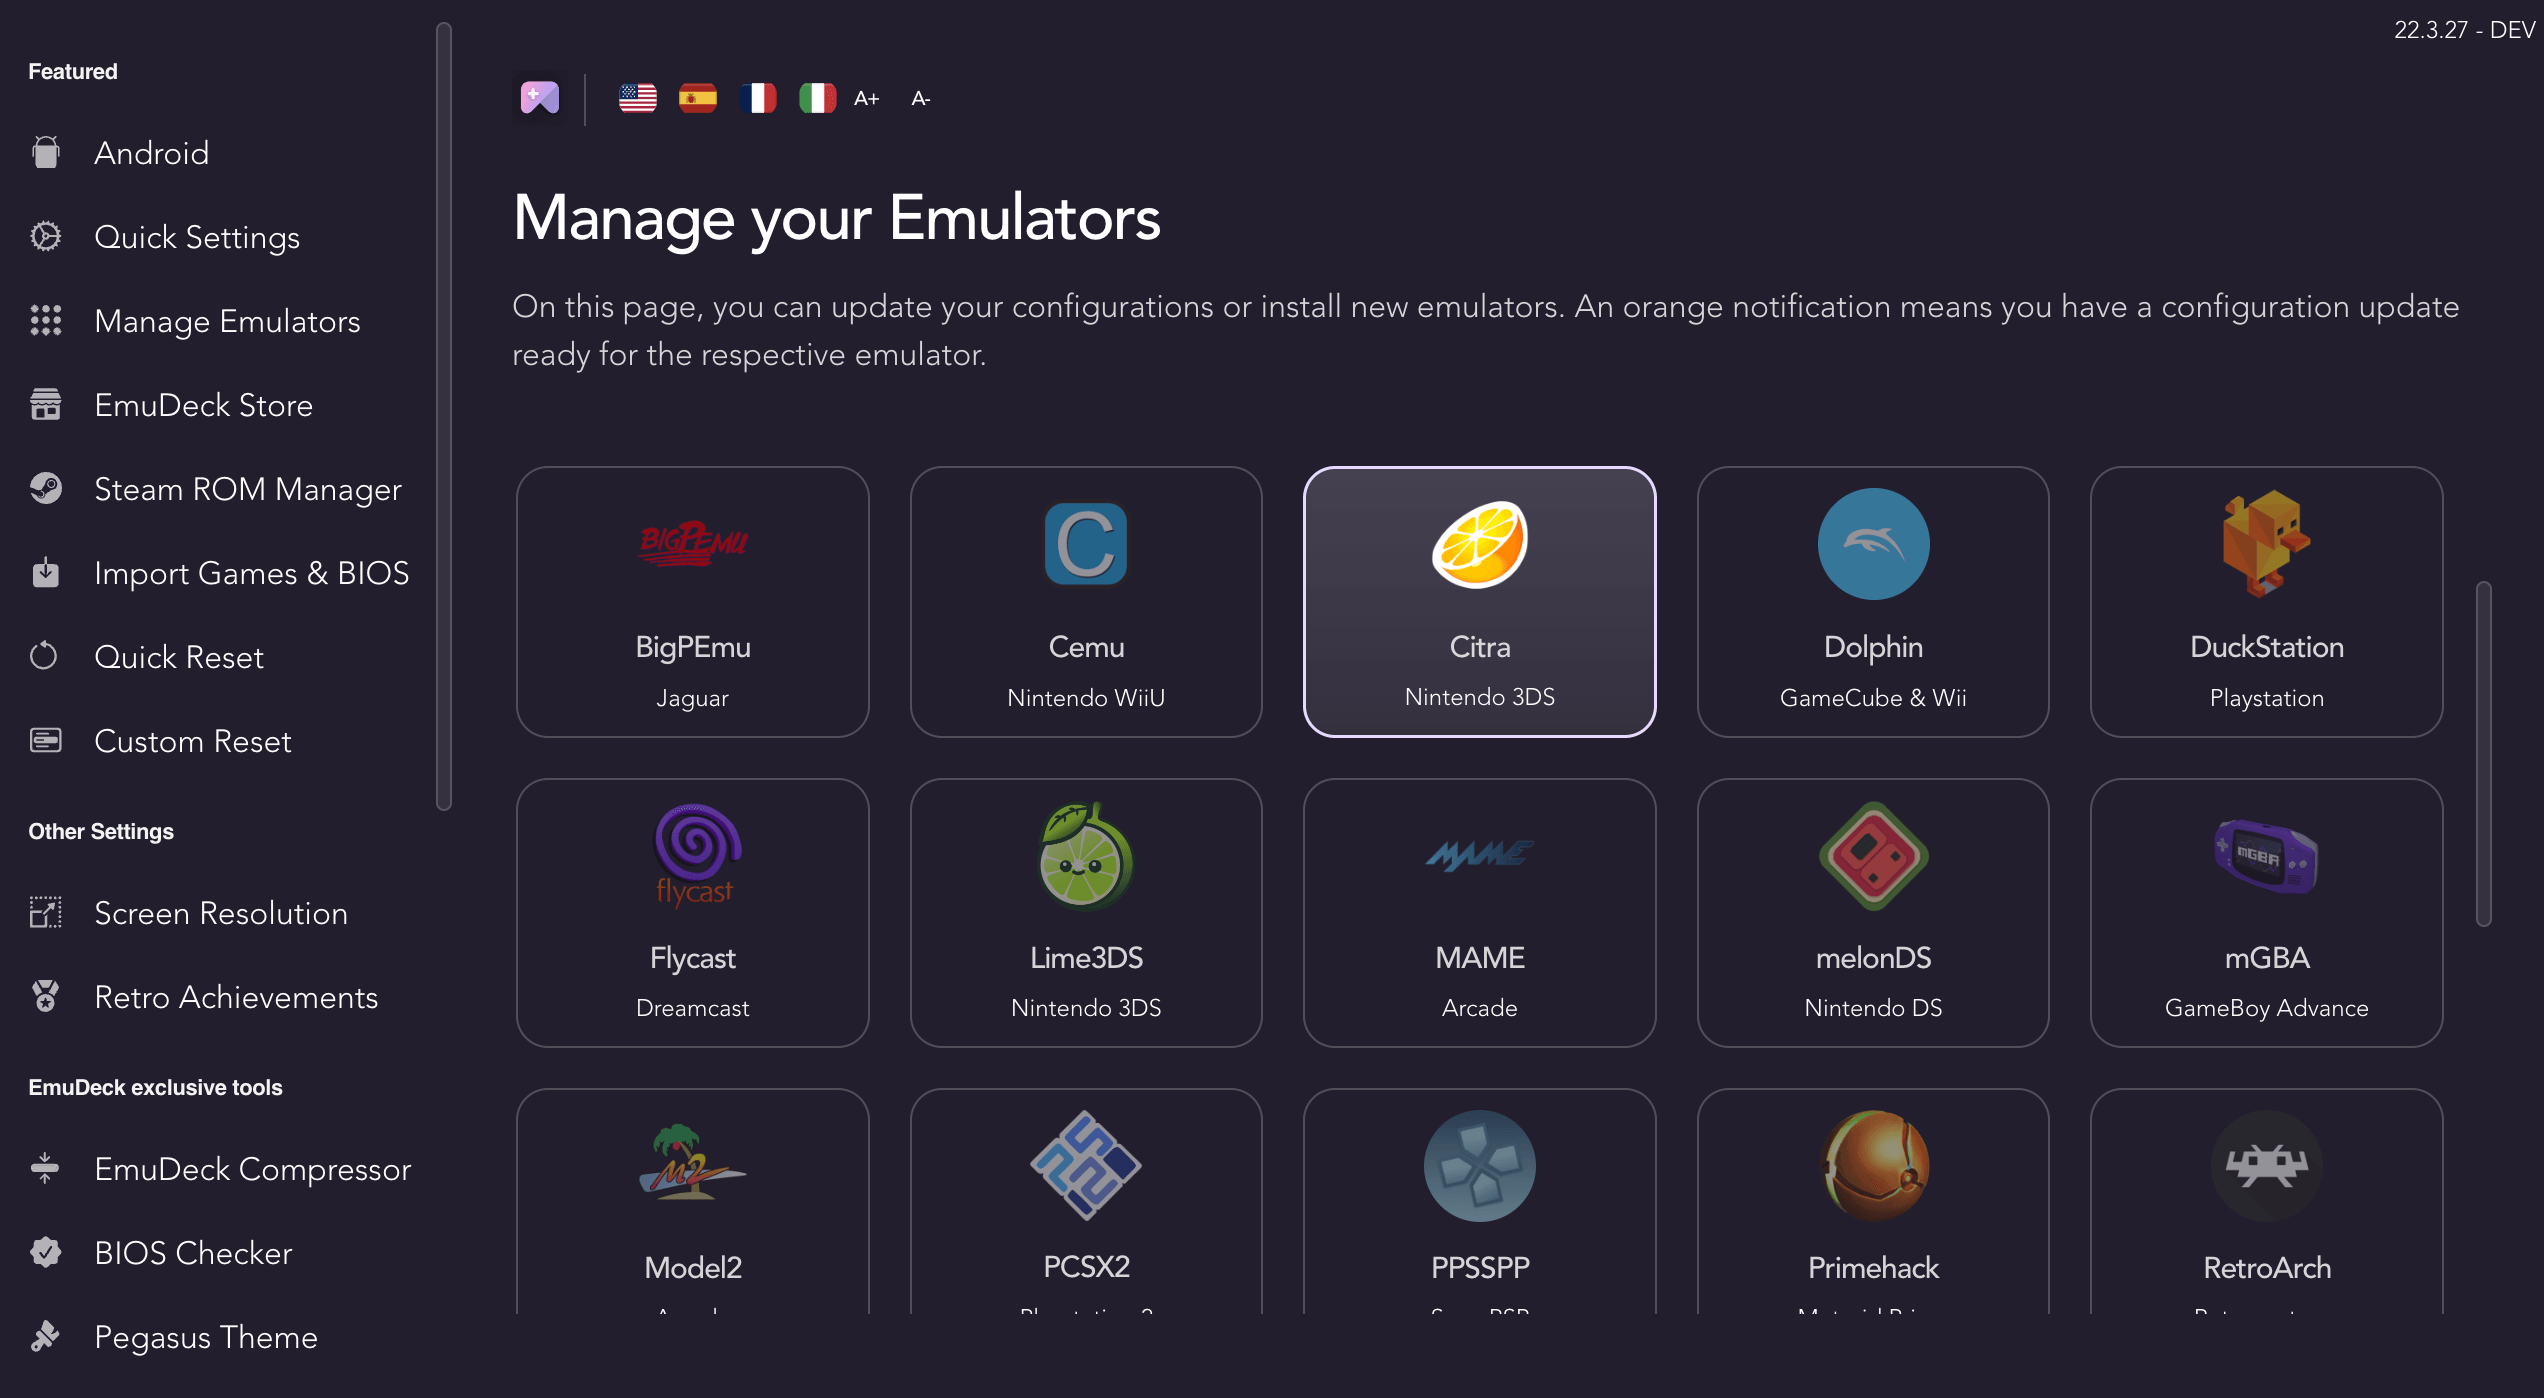 22.3.27 - DEV
Featured
Android
Quick Settings
Manage Emulators
EmuDeck Store
Steam ROM Manager
Import Games & BIOS
Quick Reset
Custom Reset
Other Settings
Screen Resolution
Retro Achievements
EmuDeck exclusive tools
EmuDeck Compressor
BIOS Checker
Pegasus Theme
A+ A-
Manage your Emulators
On this page, you can update your configurations or install new emulators. An orange notification means you have a configuration update
ready for the respective emulator.
BIGPEMU
BigPEmu
Jaguar
C
Cemu
Nintendo WiiU
Citra
Nintendo 3DS
Dolphin
GameCube & Wii
DuckStation
Playstation
flycast
Flycast
Dreamcast
Lime3DS
Nintendo 3DS
MAME
MAME
Arcade
melonDS
Nintendo DS
mGBA
mGBA
GameBoy Advance
M2
Model2
PCSX2
PPSSPP
Primehack
RetroArch